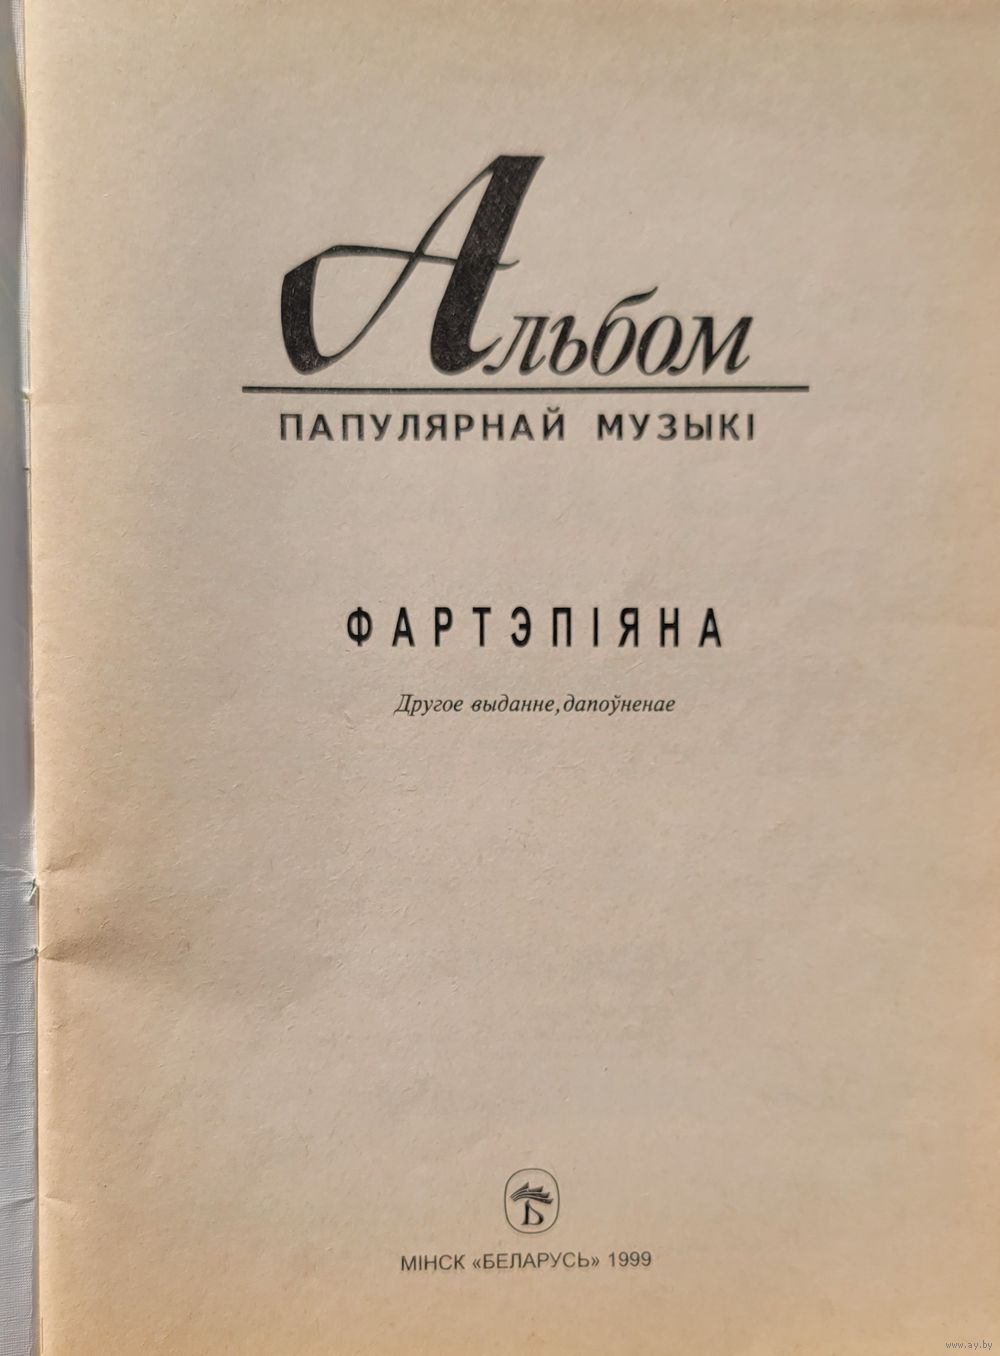 Альбом
ПАПУЛЯРНАЙ МУЗЫКІ
ФАРТЭПІЯНА
Другое выданне, дапоўненае
Б
МІНСК «БЕЛАРУСЬ» 1999
www.ay.by